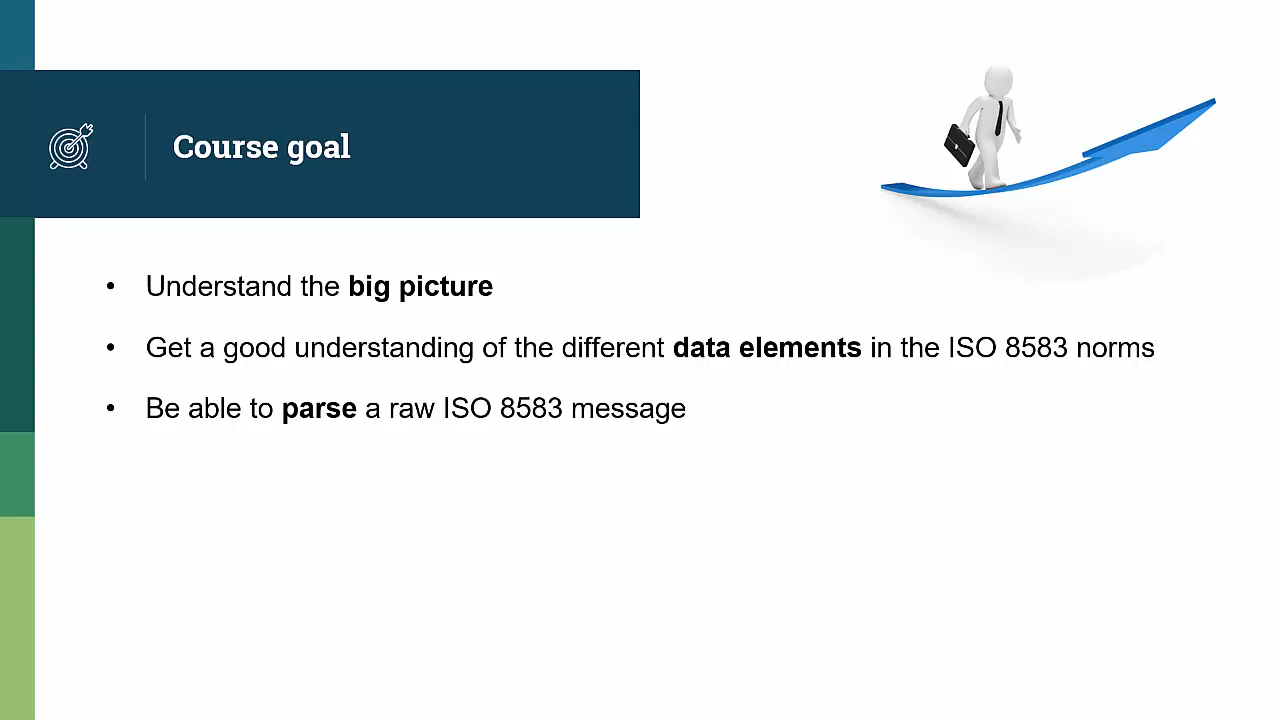 Course goal
• Understand the big picture
• Get a good understanding of the different data elements in the ISO 8583 norms
• Be able to parse a raw ISO 8583 message